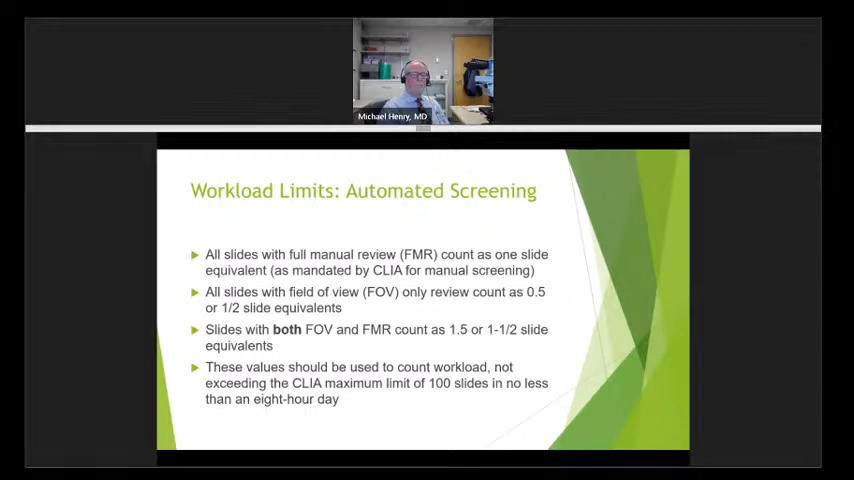 Michael Henry, MD
Workload Limits: Automated Screening
All slides with full manual review (FMR) count as one slide
equivalent (as mandated by CLIA for manual screening)
All slides with field of view (FOV) only review count as 0.5
or 1/2 slide equivalents
Slides with both FOV and FMR count as 1.5 or 1-1/2 slide
equivalents
These values should be used to count workload, not
exceeding the CLIA maximum limit of 100 slides in no less
than an eight-hour day